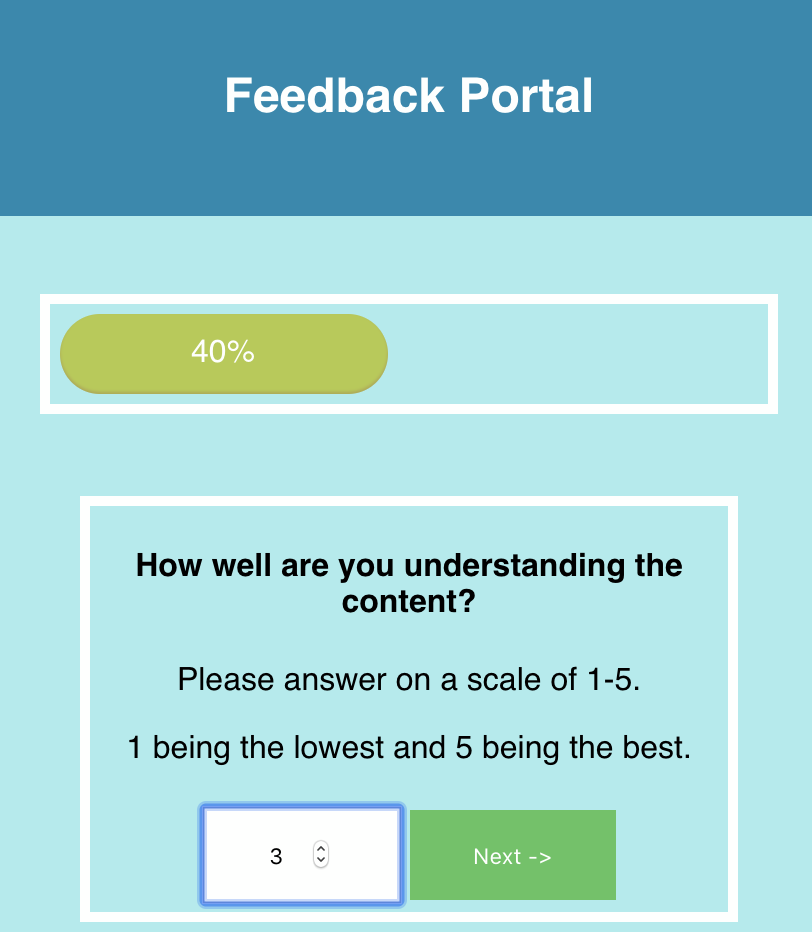 Feedback Portal
40%
How well are you understanding the
content?
Please answer on a scale of 1-5.
1 being the lowest and 5 being the best.
3
Next ->